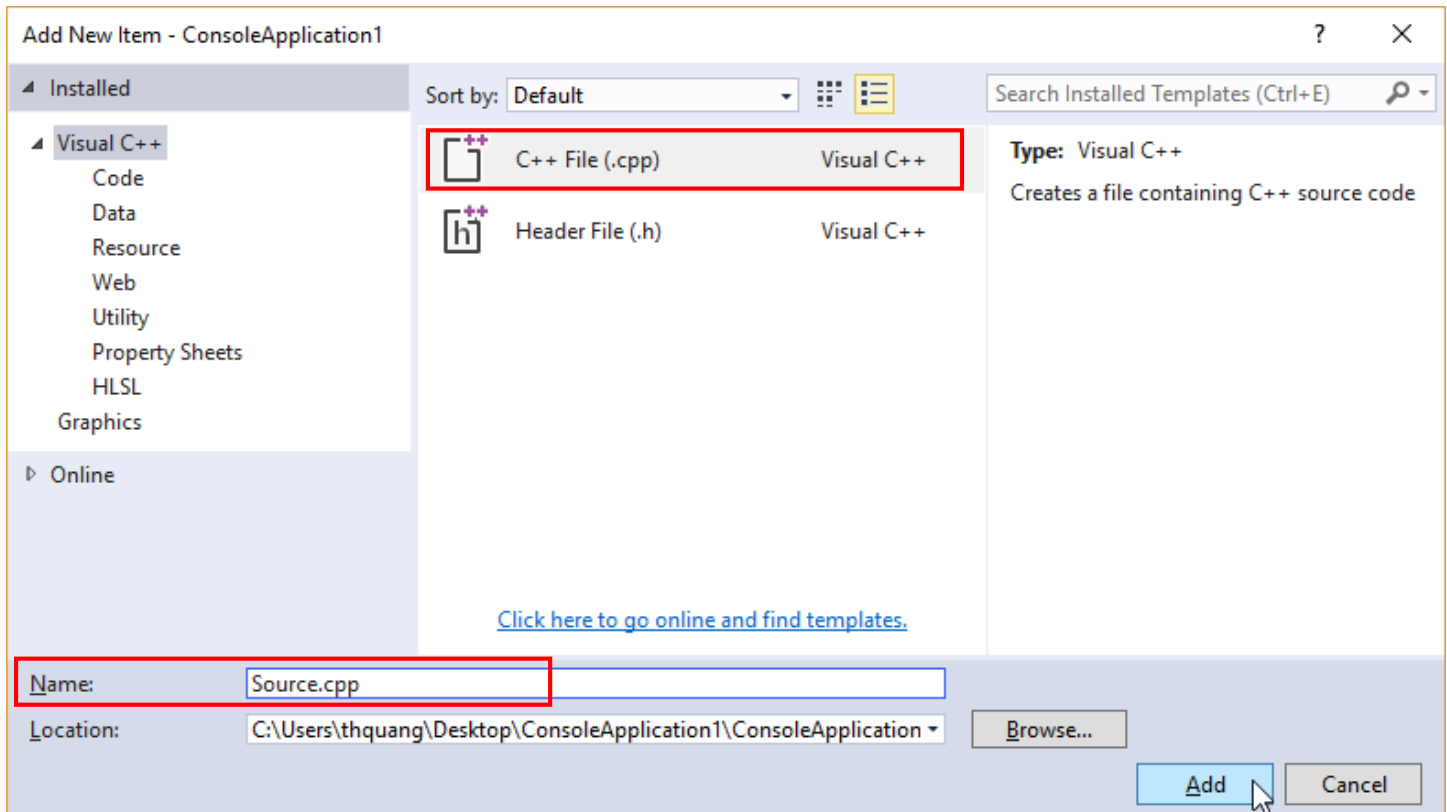 Add New Item - ConsoleApplication1
?
Installed
Sort by: Default
Search Installed Templates (Ctrl+E)
Visual C++
Code
Data
Resource
Web
Utility
Property Sheets
HLSL
Graphics
Online
C++ File (.cpp) Visual C++
Header File (.h) Visual C++
Type: Visual C++
Creates a file containing C++ source code
Click here to go online and find templates.
Name: Source.cpp
Location: C:\Users\thquang\Desktop\ConsoleApplication1\ConsoleApplication
Browse...
Add Cancel